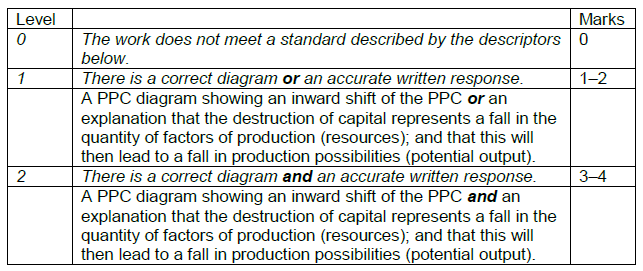 Level Marks
0 The work does not meet a standard described by the descriptors 0
below.
1 There is a correct diagram or an accurate written response. 1–2
A PPC diagram showing an inward shift of the PPC or an
explanation that the destruction of capital represents a fall in the
quantity of factors of production (resources); and that this will
then lead to a fall in production possibilities (potential output).
2 There is a correct diagram and an accurate written response. 3–4
A PPC diagram showing an inward shift of the PPC and an
explanation that the destruction of capital represents a fall in the
quantity of factors of production (resources); and that this will
then lead to a fall in production possibilities (potential output).